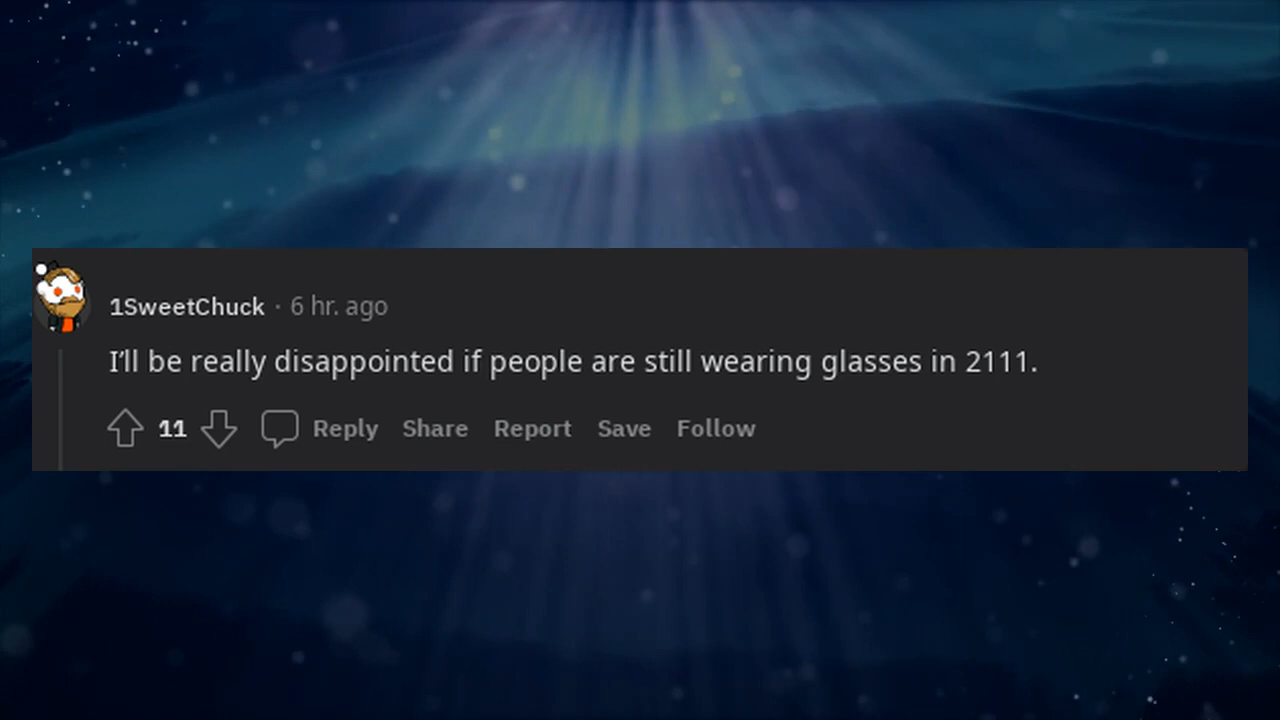 1SweetChuck · 6 hr. ago
I'll be really disappointed if people are still wearing glasses in 2111.
11 Reply Share Report Save Follow